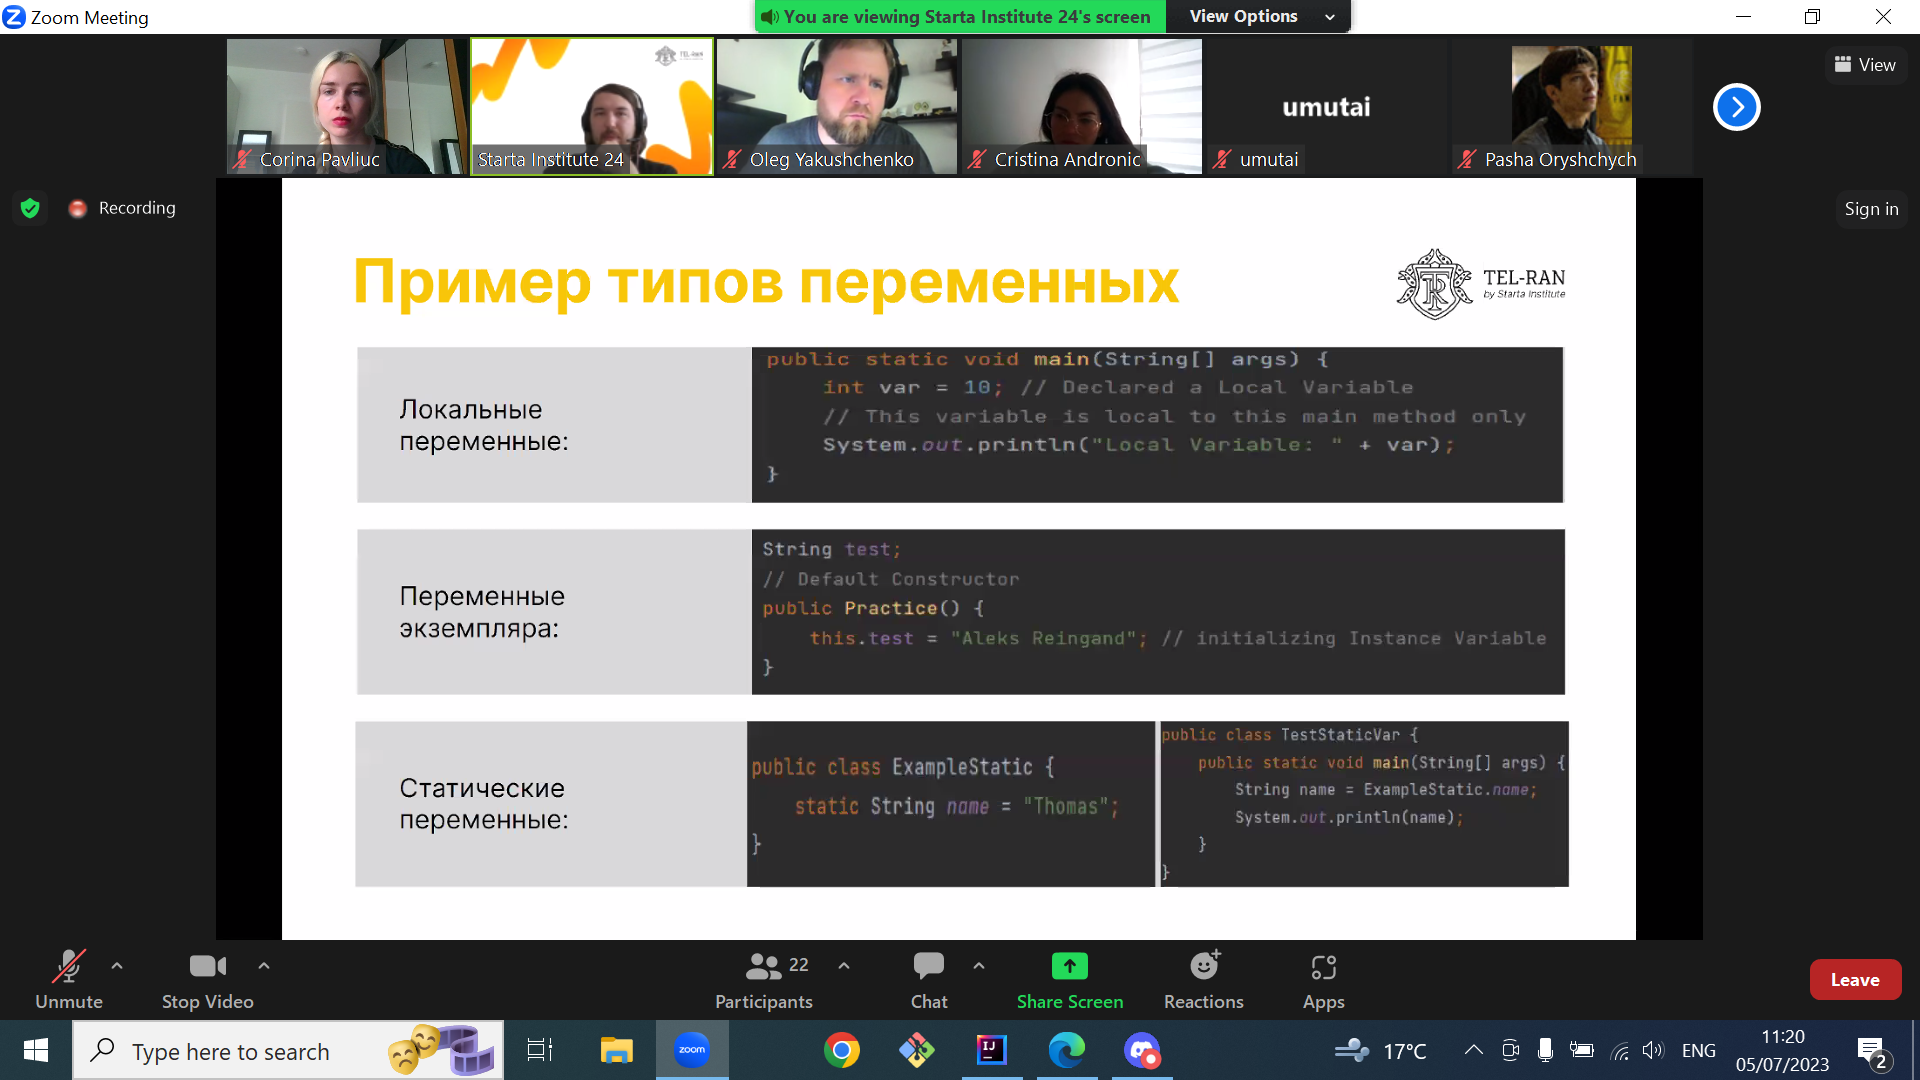 Zoom Meeting
You are viewing Starta Institute 24's screen
View Options
Corina Pavliuc
Starta Institute 24
Oleg Yakushchenko
Cristina Andronic
umutai
umutai
Pasha Oryshchych
View
Recording
Sign in
Пример типов переменных
TEL-RAN
by Starta Institute
Локальные
переменные:
public static void main(String[] args) {
int var = 10; // Declared a Local Variable
// This variable is local to this main method only
System.out.println("Local Variable: " + var);
}
Переменные
экземпляра:
String test;
// Default Constructor
public Practice() {
this.test = "Aleks Reingand"; // initializing Instance Variable
}
Статические
переменные:
public class ExampleStatic {
static String name = "Thomas";
}
public class TestStaticVar {
public static void main(String[] args) {
String name = ExampleStatic.name;
System.out.println(name);
}
}
Unmute
Stop Video
22
Participants
Chat
Share Screen
Reactions
Apps
Leave
Type here to search
zoom
IJ
17°C
ENG
11:20
05/07/2023
2